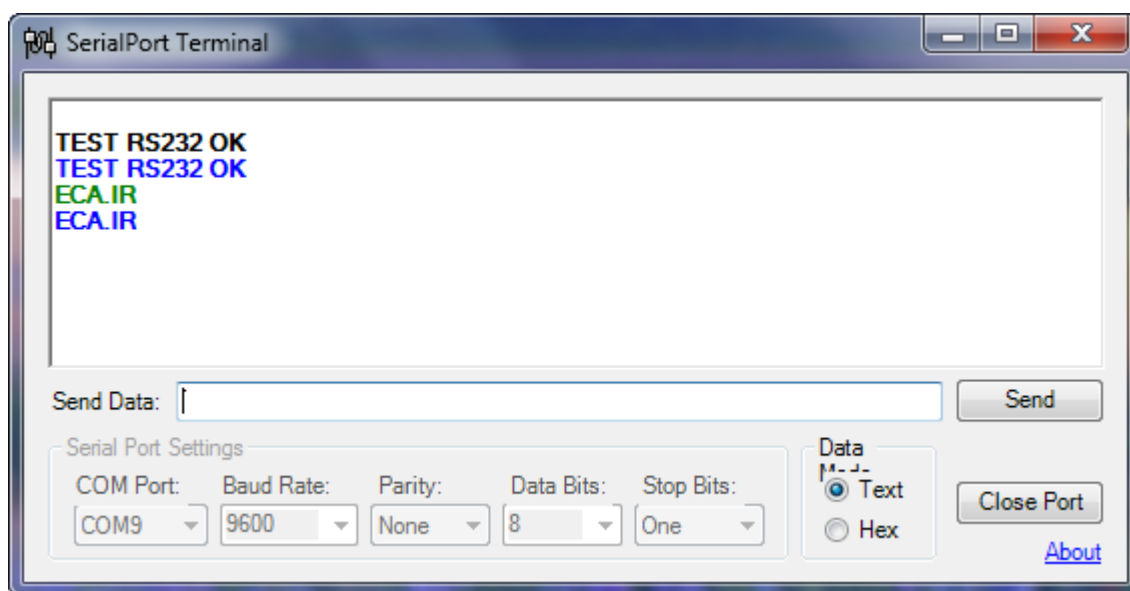 SerialPort Terminal
TEST RS232 OK
TEST RS232 OK
ECA.IR
ECA.IR
Send Data:
Send
Serial Port Settings
COM Port: Baud Rate: Parity: Data Bits: Stop Bits:
COM9 9600 None 8 One
Data
Text
Hex
Close Port
About